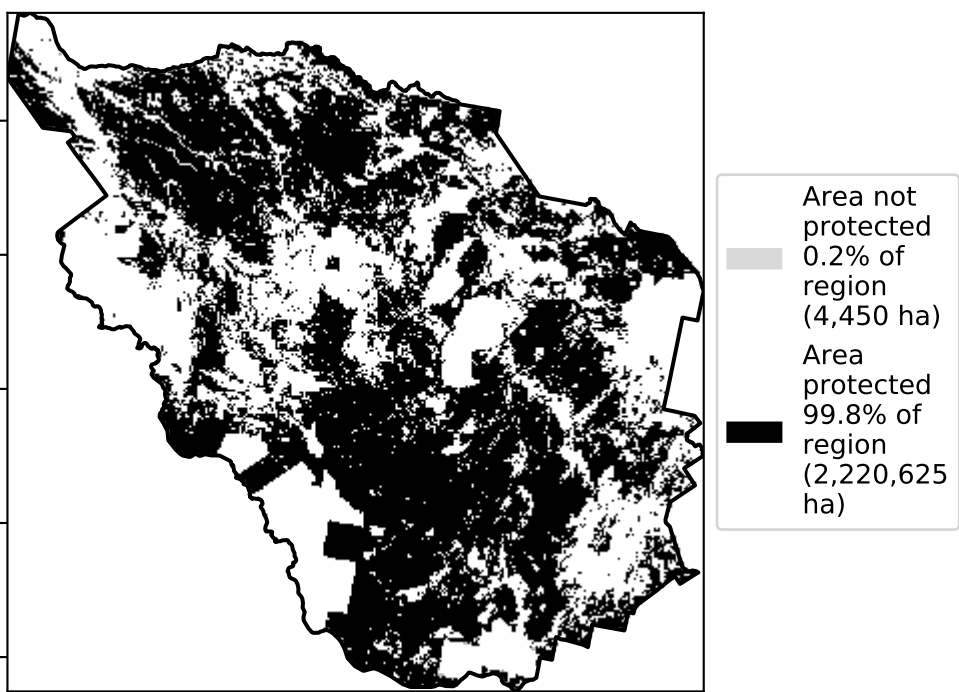 Area not
protected
0.2% of
region
(4,450 ha)
Area
protected
99.8% of
region
(2,220,625
ha)